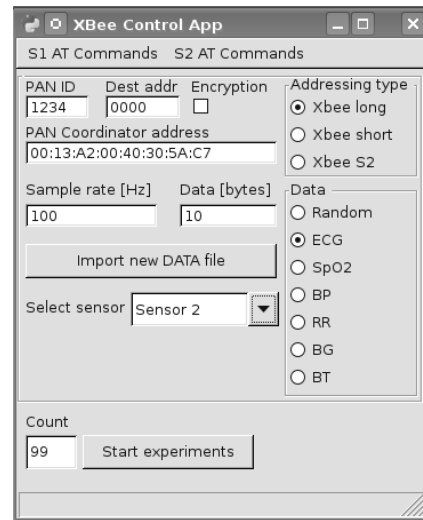 XBee Control App
S1 AT Commands S2 AT Commands
PAN ID Dest addr Encryption
1234 0000
PAN Coordinator address
00:13:A2:00:40:30:5A:C7
Addressing type
Xbee long
Xbee short
Xbee S2
Sample rate [Hz] Data [bytes]
100 10
Import new DATA file
Select sensor Sensor 2
Data
Random
ECG
SpO2
BP
RR
BG
BT
Count
99 Start experiments